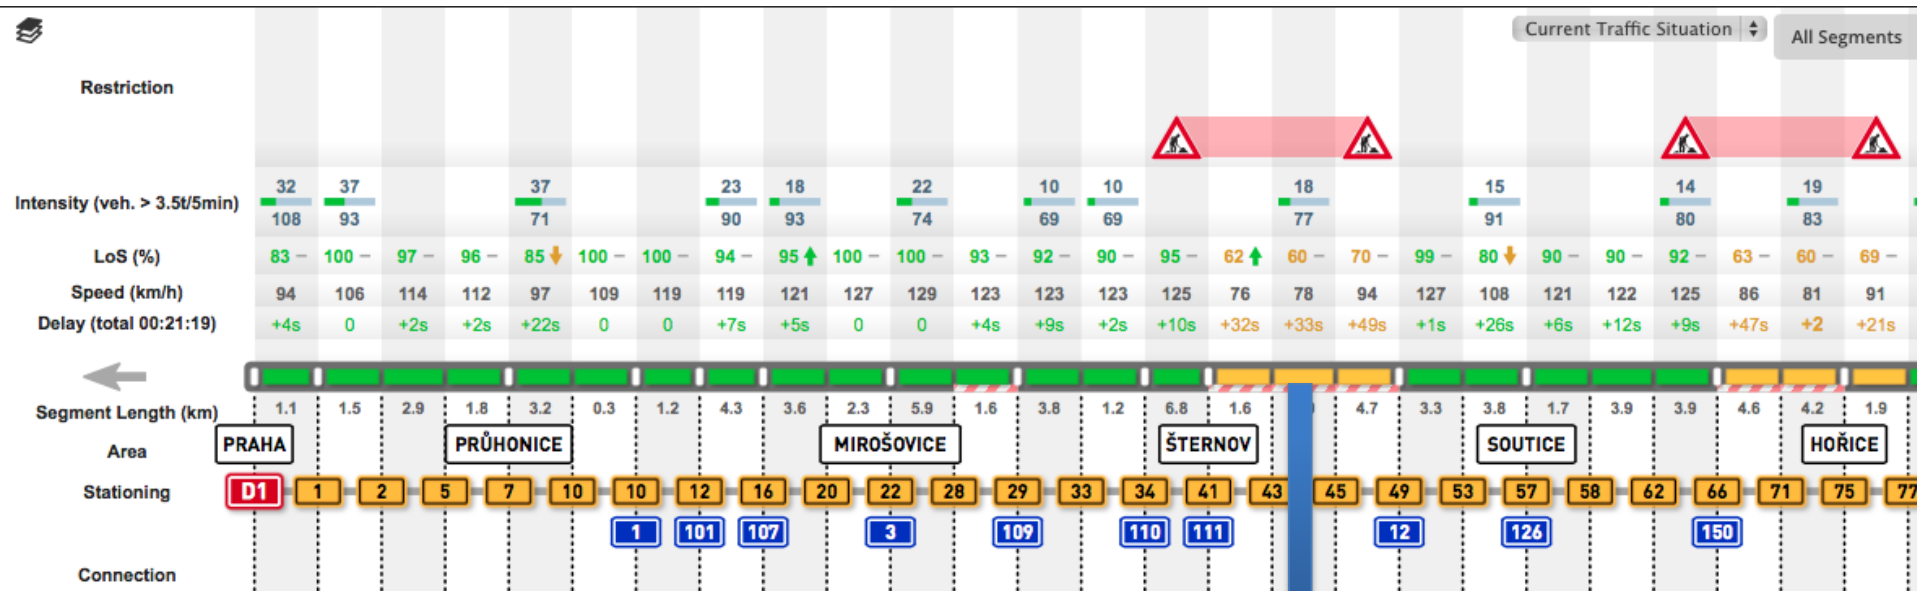 Current Traffic Situation All Segments
Restriction
32 37 37 23 18 22 10 10 18 15 14 19
Intensity (veh. > 3.5t/5min)
108 93 71 90 93 74 69 69 77 91 80 83
LoS (%) 83 – 100 – 97 – 96 – 85 100 – 100 – 94 – 95 100 – 100 – 93 – 92 – 90 – 95 – 62 60 – 70 – 99 – 80 90 – 90 – 92 – 63 – 60 – 69 –
Speed (km/h) 94 106 114 112 97 109 119 119 121 127 129 123 123 123 125 76 78 94 127 108 121 122 125 86 81 91
Delay (total 00:21:19) +4s 0 +2s +2s +22s 0 0 +7s +5s 0 0 +4s +9s +2s +10s +32s +33s +49s +1s +26s +6s +12s +9s +47s +2 +21s
Segment Length (km) 1.1 1.5 2.9 1.8 3.2 0.3 1.2 4.3 3.6 2.3 5.9 1.6 3.8 1.2 6.8 1.6 4.7 3.3 3.8 1.7 3.9 3.9 4.6 4.2 1.9
Area PRAHA PRŮHONICE MIROŠOVICE ŠTERNOV SOUTICE HOŘICE
Stationing D1 1 2 5 7 10 10 12 16 20 22 28 29 33 34 41 43 45 49 53 57 58 62 66 71 75 77
1 101 107 3 109 110 111 12 126 150
Connection